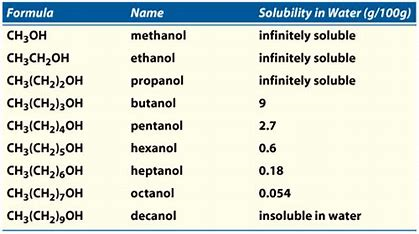 Formula Name Solubility in Water (g/100g)
CH₃OH methanol infinitely soluble
CH₃CH₂OH ethanol infinitely soluble
CH₃(CH₂)₂OH propanol infinitely soluble
CH₃(CH₂)₃OH butanol 9
CH₃(CH₂)₄OH pentanol 2.7
CH₃(CH₂)₅OH hexanol 0.6
CH₃(CH₂)₆OH heptanol 0.18
CH₃(CH₂)₇OH octanol 0.054
CH₃(CH₂)₉OH decanol insoluble in water